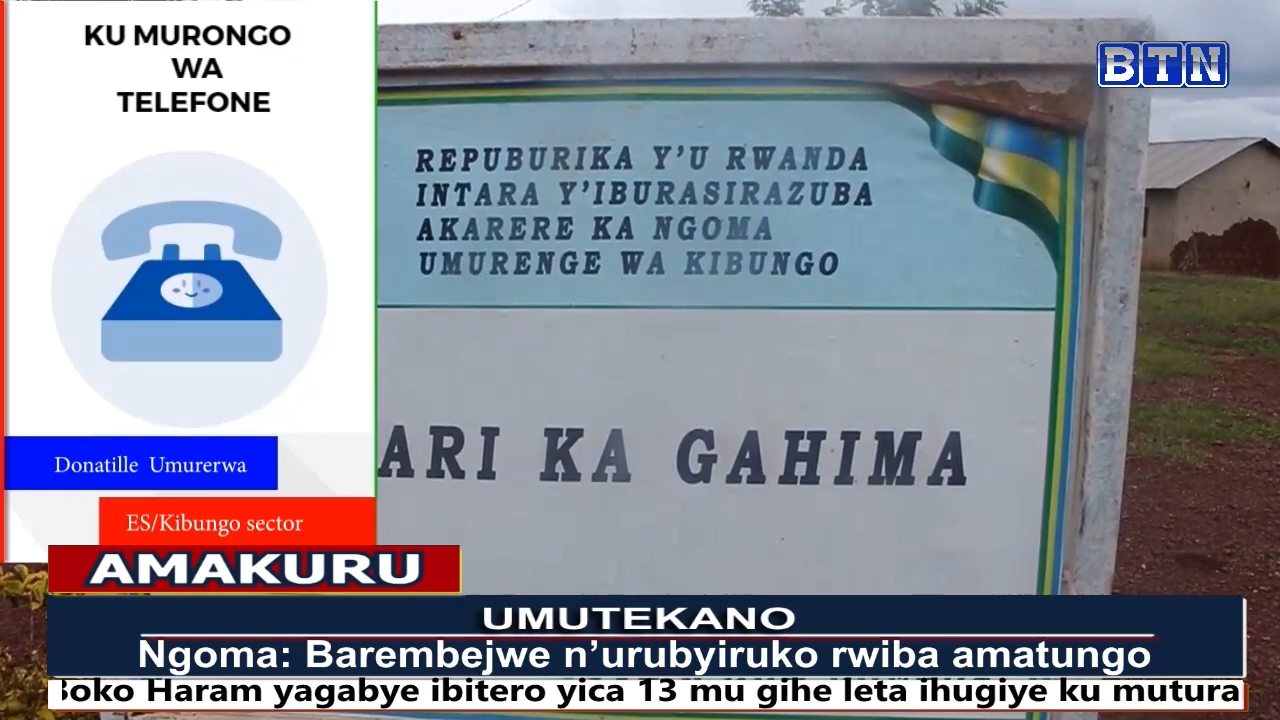 KU MURONGO
WA
TELEFONE
BTN
REPUBURIKA Y'U RWANDA
INTARA Y'IBURASIRAZUBA
AKARERE KA NGOMA
UMURENGE WA KIBUNGO
ARI KA GAHIMA
Donatille Umurerwa
ES/Kibungo sector
AMAKURU
UMUTEKANO
Ngoma: Barembejwe n’urubyiruko rwiba amatungo
Boko Haram yagabye ibitero yica 13 mu gihe leta ihugiye ku mutura